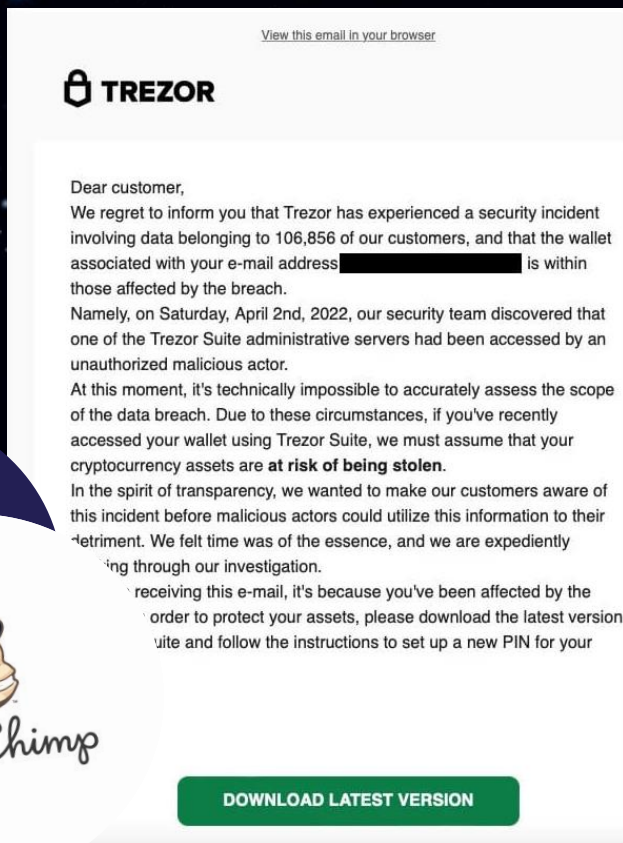 View this email in your browser
TREZOR
Dear customer,
We regret to inform you that Trezor has experienced a security incident
involving data belonging to 106,856 of our customers, and that the wallet
associated with your e-mail address is within
those affected by the breach.
Namely, on Saturday, April 2nd, 2022, our security team discovered that
one of the Trezor Suite administrative servers had been accessed by an
unauthorized malicious actor.
At this moment, it's technically impossible to accurately assess the scope
of the data breach. Due to these circumstances, if you've recently
accessed your wallet using Trezor Suite, we must assume that your
cryptocurrency assets are at risk of being stolen.
In the spirit of transparency, we wanted to make our customers aware of
this incident before malicious actors could utilize this information to their
detriment. We felt time was of the essence, and we are expediently
through our investigation.
receiving this e-mail, it's because you've been affected by the
order to protect your assets, please download the latest version
and follow the instructions to set up a new PIN for your
himp
DOWNLOAD LATEST VERSION